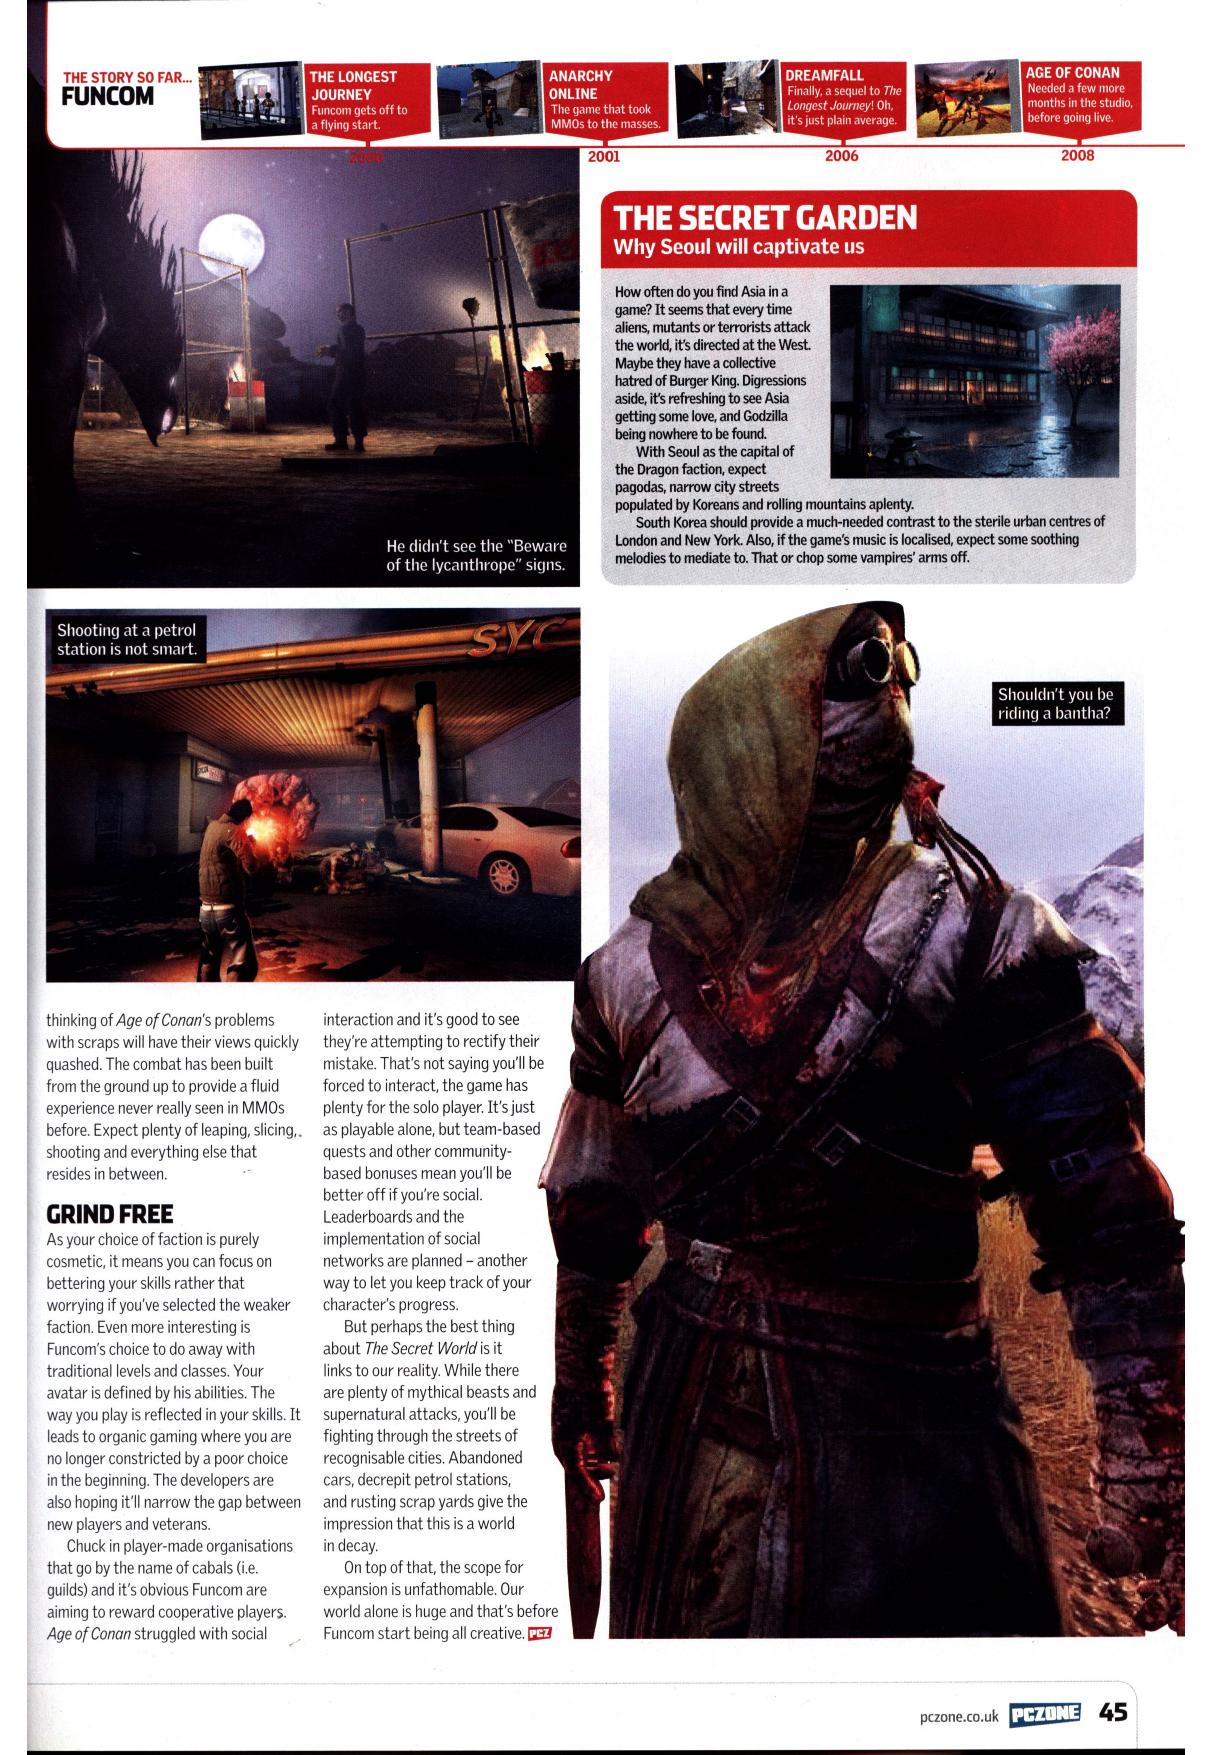 THE STORY SO FAR...
FUNCOM
THE LONGEST
JOURNEY
Funcom gets off to
a flying start.
2000
ANARCHY
ONLINE
The game that took
MMOs to the masses.
2001
DREAMFALL
Finally, a sequel to The
Longest Journey! Oh,
it's just plain average.
2006
AGE OF CONAN
Needed a few more
months in the studio,
before going live.
2008
He didn't see the "Beware
of the lycanthrope" signs.
THE SECRET GARDEN
Why Seoul will captivate us
How often do you find Asia in a
game? It seems that every time
aliens, mutants or terrorists attack
the world, it's directed at the West.
Maybe they have a collective
hatred of Burger King. Digressions
aside, it's refreshing to see Asia
getting some love, and Godzilla
being nowhere to be found.
With Seoul as the capital of
the Dragon faction, expect
pagodas, narrow city streets
populated by Koreans and rolling mountains aplenty.
South Korea should provide a much-needed contrast to the sterile urban centres of
London and New York. Also, if the game's music is localised, expect some soothing
melodies to mediate to. That or chop some vampires' arms off.
Shooting at a petrol
station is not smart.
SYC
Shouldn't you be
riding a bantha?
thinking of Age of Conan's problems
with scraps will have their views quickly
quashed. The combat has been built
from the ground up to provide a fluid
experience never really seen in MMOs
before. Expect plenty of leaping, slicing,
shooting and everything else that
resides in between.
GRIND FREE
As your choice of faction is purely
cosmetic, it means you can focus on
bettering your skills rather that
worrying if you've selected the weaker
faction. Even more interesting is
Funcom's choice to do away with
traditional levels and classes. Your
avatar is defined by his abilities. The
way you play is reflected in your skills. It
leads to organic gaming where you are
no longer constricted by a poor choice
in the beginning. The developers are
also hoping it'll narrow the gap between
new players and veterans.
Chuck in player-made organisations
that go by the name of cabals (i.e.
guilds) and it's obvious Funcom are
aiming to reward cooperative players.
Age of Conan struggled with social
interaction and it's good to see
they're attempting to rectify their
mistake. That's not saying you'll be
forced to interact, the game has
plenty for the solo player. It's just
as playable alone, but team-based
quests and other community-
based bonuses mean you'll be
better off if you're social.
Leaderboards and the
implementation of social
networks are planned – another
way to let you keep track of your
character's progress.
But perhaps the best thing
about The Secret World is it
links to our reality. While there
are plenty of mythical beasts and
supernatural attacks, you'll be
fighting through the streets of
recognisable cities. Abandoned
cars, decrepit petrol stations,
and rusting scrap yards give the
impression that this is a world
in decay.
On top of that, the scope for
expansion is unfathomable. Our
world alone is huge and that's before
Funcom start being all creative. PCZ
pczone.co.uk PCZONE 45